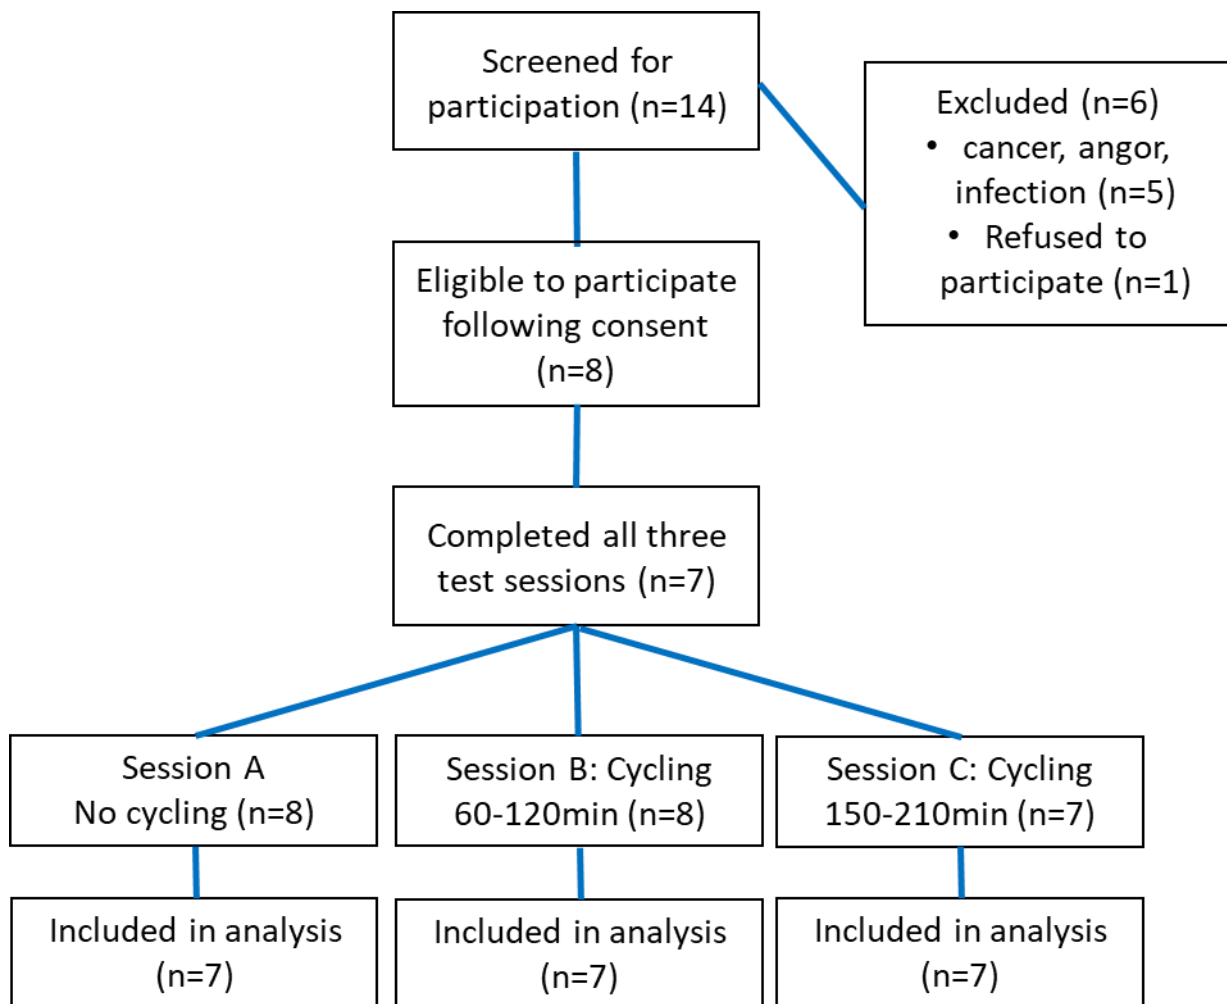 Screened for
participation (n=14)
Excluded (n=6)
• cancer, angor,
infection (n=5)
• Refused to
participate (n=1)
Eligible to participate
following consent
(n=8)
Completed all three
test sessions (n=7)
Session A
No cycling (n=8)
Session B: Cycling
60-120min (n=8)
Session C: Cycling
150-210min (n=7)
Included in analysis
(n=7)
Included in analysis
(n=7)
Included in analysis
(n=7)